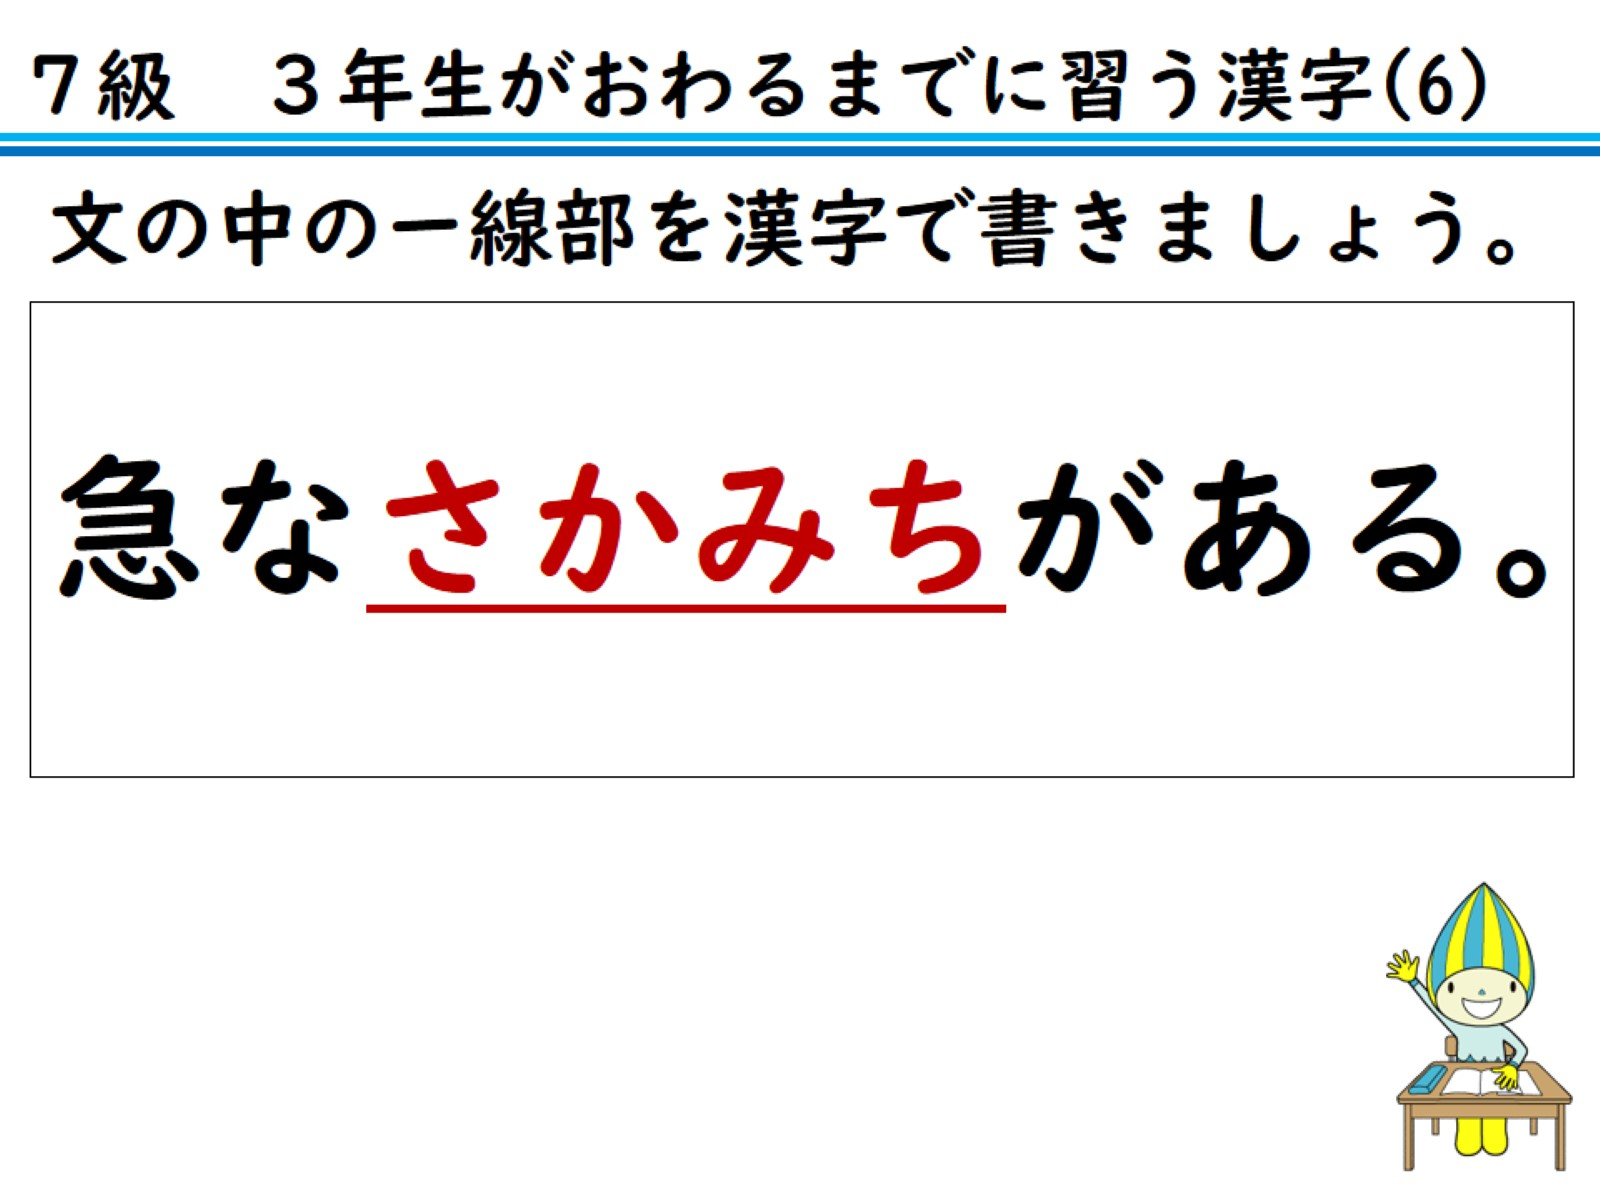 ７級　３年生がおわるまでに習う漢字(6)
文の中の一線部を漢字で書きましょう。
急なさかみちがある。